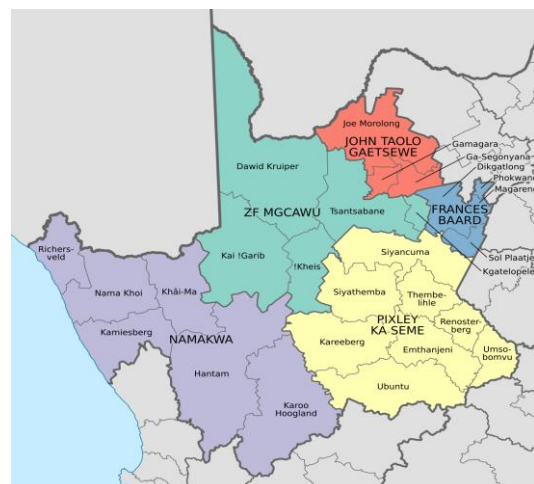 Joe Morolong
JOHN TAOLO
GAETSEWE
Gamagara
Ga-Segonyana
Dikgatlong
Phokwane
Magareng
Dawid Kruiper
ZF MGCAWU
Tsantsabane
FRANCES
BAARD
Sol Plaatje
Kgatelopele
Kai !Garib
!Kheis
Siyancuma
Richers-
veld
Nama Khoi
Khâi-Ma
Siyathemba
Thembe-
lihle
Renoster-
berg
Kamiesberg
NAMAKWA
PIXLEY
KA SEME
Kareeberg
Emthanjeni
Umso-
bomvu
Hantam
Ubuntu
Karoo
Hoogland